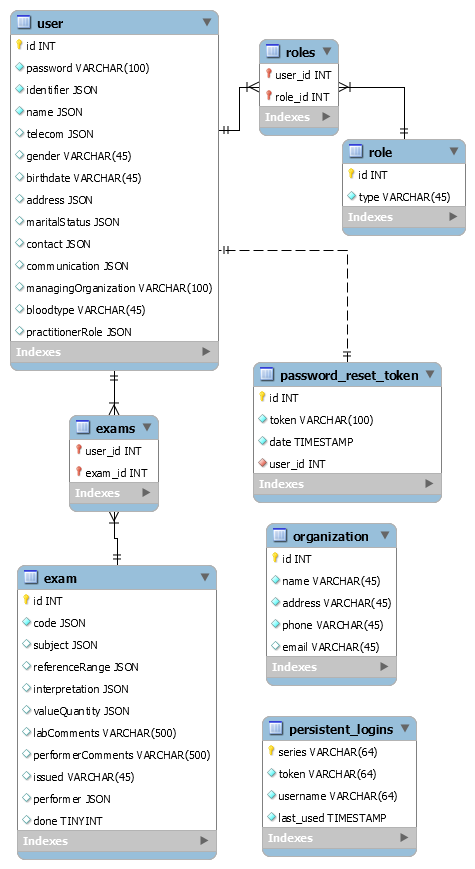 user
id INT
password VARCHAR(100)
identifier JSON
name JSON
telecom JSON
gender VARCHAR(45)
birthdate VARCHAR(45)
address JSON
maritalStatus JSON
contact JSON
communication JSON
managingOrganization VARCHAR(100)
bloodtype VARCHAR(45)
practitionerRole JSON
Indexes
roles
user_id INT
role_id INT
Indexes
role
id INT
type VARCHAR(45)
Indexes
password_reset_token
id INT
token VARCHAR(100)
date TIMESTAMP
user_id INT
Indexes
exams
user_id INT
exam_id INT
Indexes
organization
id INT
name VARCHAR(45)
address VARCHAR(45)
phone VARCHAR(45)
email VARCHAR(45)
Indexes
exam
id INT
code JSON
subject JSON
referenceRange JSON
interpretation JSON
valueQuantity JSON
labComments VARCHAR(500)
performerComments VARCHAR(500)
issued VARCHAR(45)
performer JSON
done TINYINT
Indexes
persistent_logins
series VARCHAR(64)
token VARCHAR(64)
username VARCHAR(64)
last_used TIMESTAMP
Indexes